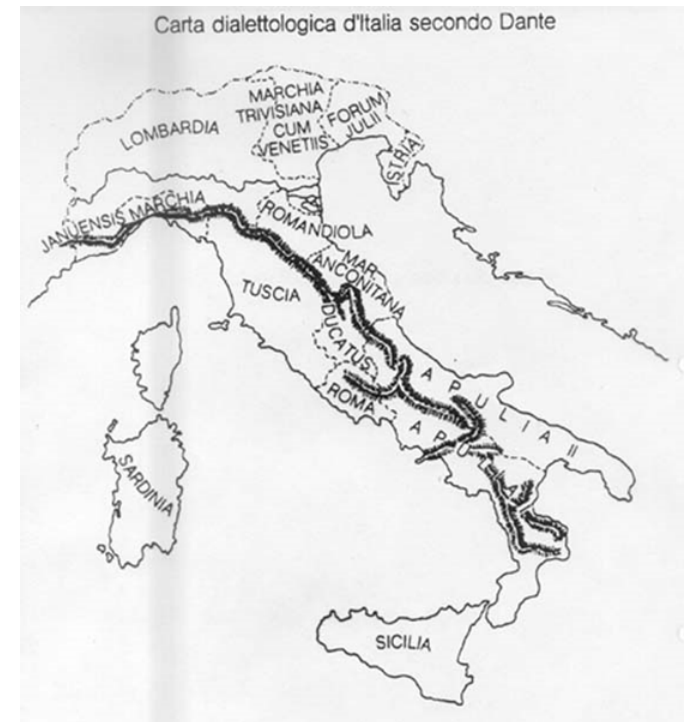 Carta dialettologica d'Italia secondo Dante
LOMBARDIA
MARCHIA
TRIVISIANA
CUM
VENETIIS
FORUM
JULII
ISTRIA
JANUENSIS MARCHIA
ROMANDIOLA
MAR-
ANCONITANA
TUSCIA
DUCATUS
ROMA
APULIA II
SARDINIA
SICILIA